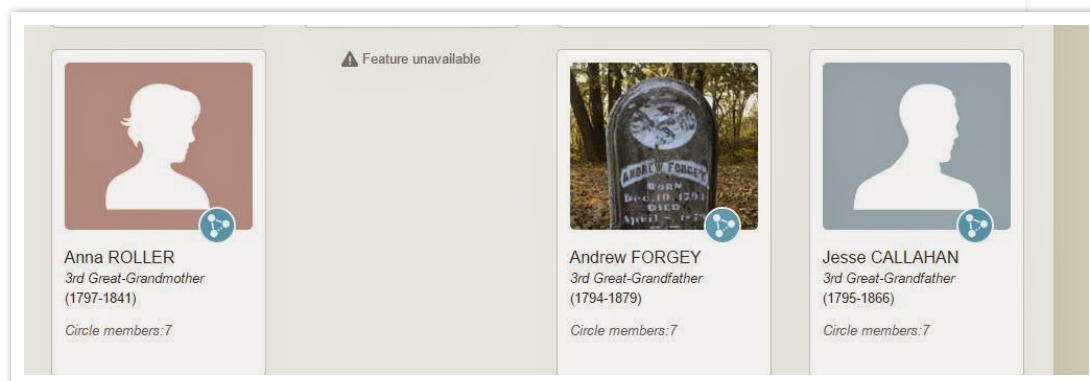 Feature unavailable
Anna ROLLER
3rd Great-Grandmother
(1797-1841)
Circle members:7
ANDREW FORGEY
BORN
DIED
Andrew FORGEY
3rd Great-Grandfather
(1794-1879)
Circle members:7
Jesse CALLAHAN
3rd Great-Grandfather
(1795-1866)
Circle members:7